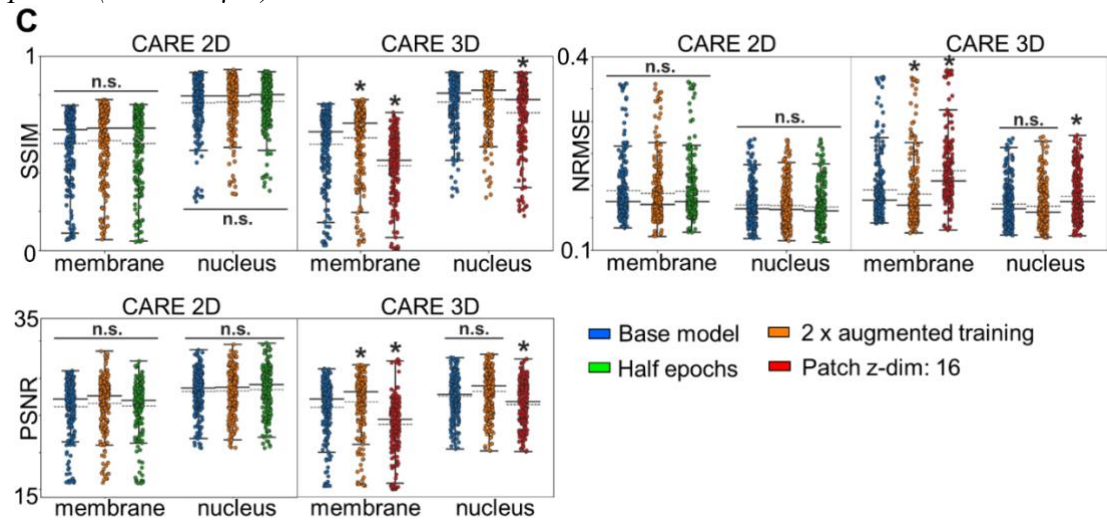 C
CARE 2D
CARE 3D
1
n.s.
*
*
*
SSIM
n.s.
0
membrane
nucleus
membrane
nucleus
CARE 2D
CARE 3D
0.4
n.s.
*
*
n.s.
n.s.
*
NRMSE
0.1
membrane
nucleus
membrane
nucleus
CARE 2D
CARE 3D
35
n.s.
n.s.
*
*
n.s.
*
PSNR
15
membrane
nucleus
membrane
nucleus
Base model
2 x augmented training
Half epochs
Patch z-dim: 16